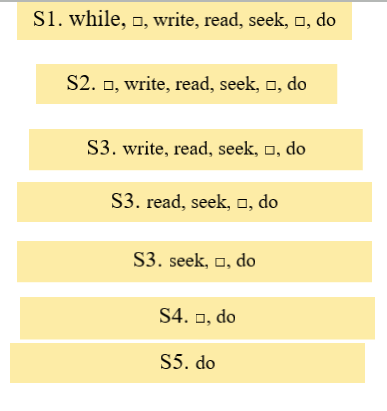 S1. while, □, write, read, seek, □, do
S2. □, write, read, seek, □, do
S3. write, read, seek, □, do
S3. read, seek, □, do
S3. seek, □, do
S4. □, do
S5. do